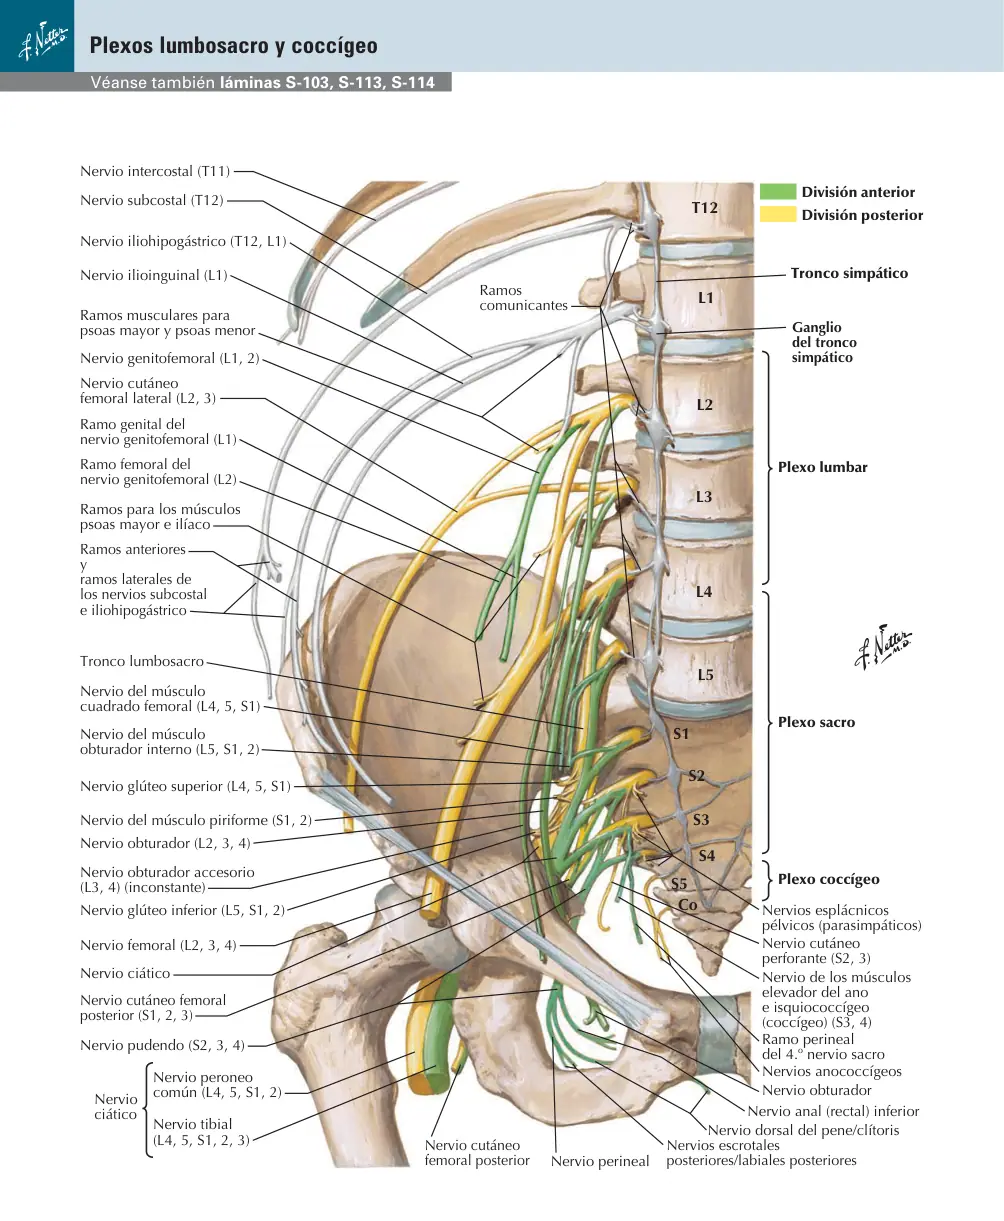 F. Netter M.D.
Plexos lumbosacro y coccígeo
Véanse también láminas S-103, S-113, S-114
Nervio intercostal (T11)
Nervio subcostal (T12)
Nervio iliohipogástrico (T12, L1)
Nervio ilioinguinal (L1)
Ramos musculares para
psoas mayor y psoas menor
Nervio genitofemoral (L1, 2)
Nervio cutáneo
femoral lateral (L2, 3)
Ramo genital del
nervio genitofemoral (L1)
Ramo femoral del
nervio genitofemoral (L2)
Ramos para los músculos
psoas mayor e ilíaco
Ramos anteriores
y
ramos laterales de
los nervios subcostal
e iliohipogástrico
Tronco lumbosacro
Nervio del músculo
cuadrado femoral (L4, 5, S1)
Nervio del músculo
obturador interno (L5, S1, 2)
Nervio glúteo superior (L4, 5, S1)
Nervio del músculo piriforme (S1, 2)
Nervio obturador (L2, 3, 4)
Nervio obturador accesorio
(L3, 4) (inconstante)
Nervio glúteo inferior (L5, S1, 2)
Nervio femoral (L2, 3, 4)
Nervio ciático
Nervio cutáneo femoral
posterior (S1, 2, 3)
Nervio pudendo (S2, 3, 4)
Nervio
ciático
Nervio peroneo
común (L4, 5, S1, 2)
Nervio tibial
(L4, 5, S1, 2, 3)
Ramos
comunicantes
T12
L1
L2
L3
L4
L5
S1
S2
S3
S4
S5
Co
División anterior
División posterior
Tronco simpático
Ganglio
del tronco
simpático
Plexo lumbar
F. Netter M.D.
Plexo sacro
Plexo coccígeo
Nervios esplácnicos
pélvicos (parasimpáticos)
Nervio cutáneo
perforante (S2, 3)
Nervio de los músculos
elevador del ano
e isquiococcígeo
(coccígeo) (S3, 4)
Ramo perineal
del 4.º nervio sacro
Nervios anococcígeos
Nervio obturador
Nervio anal (rectal) inferior
Nervio dorsal del pene/clítoris
Nervios escrotales
posteriores/labiales posteriores
Nervio perineal
Nervio cutáneo
femoral posterior